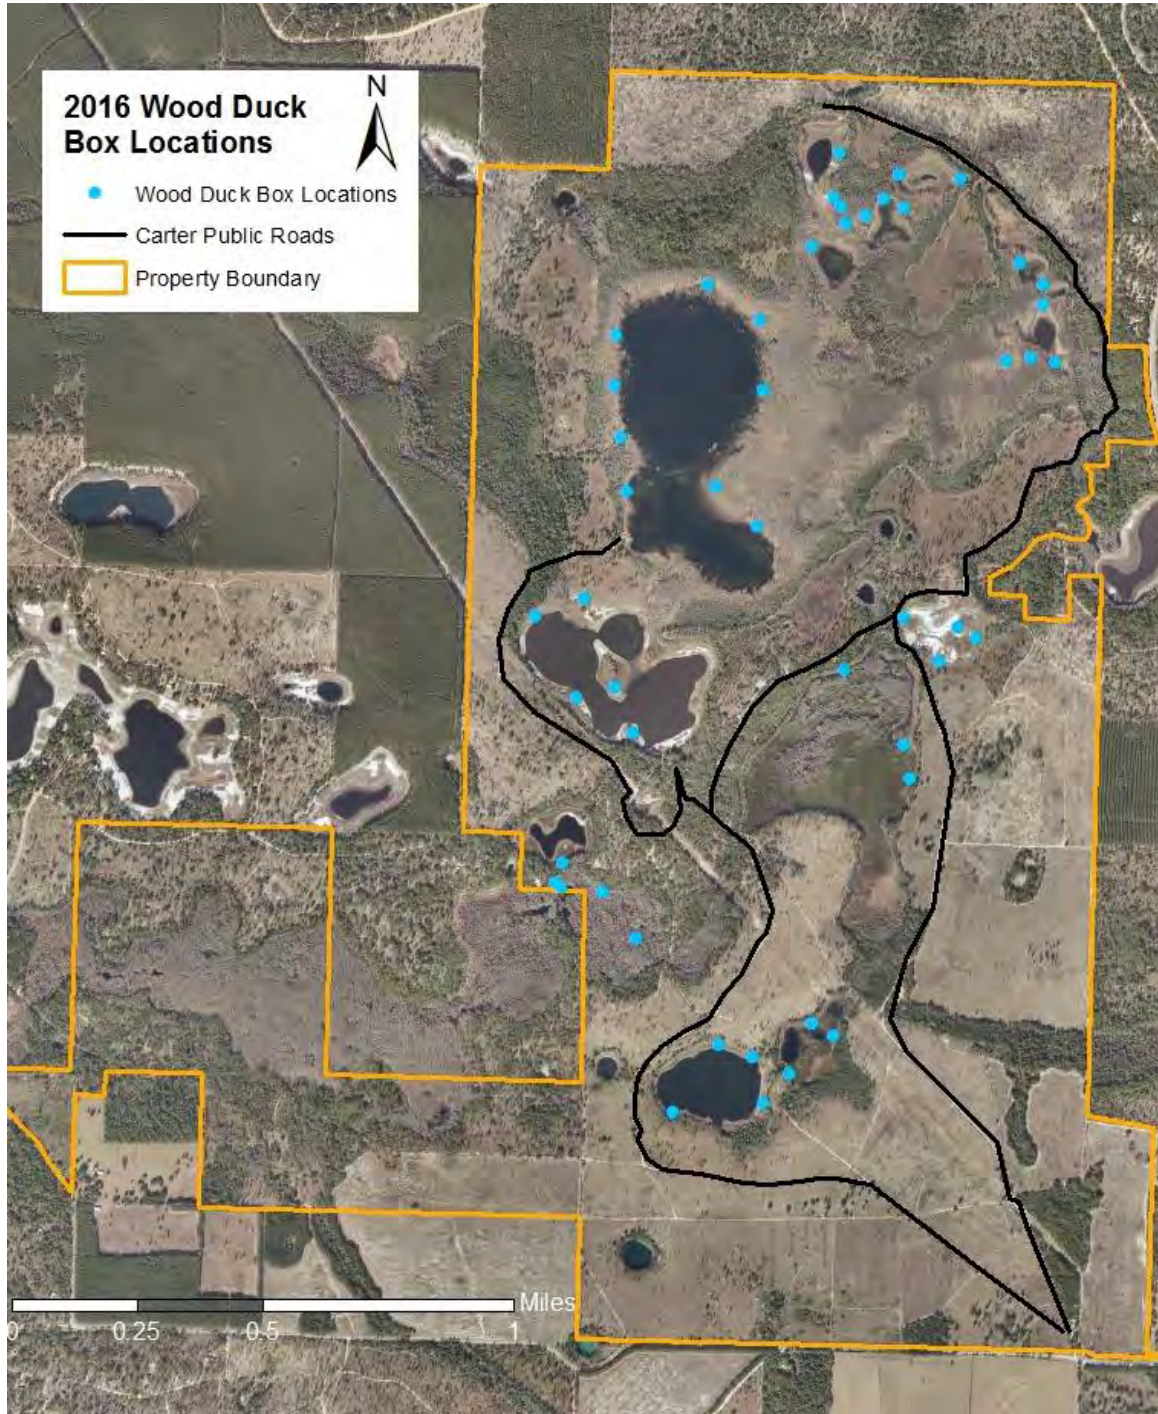 N
2016 Wood Duck
Box Locations
Wood Duck Box Locations
Carter Public Roads
Property Boundary
Miles
0 0.25 0.5 1